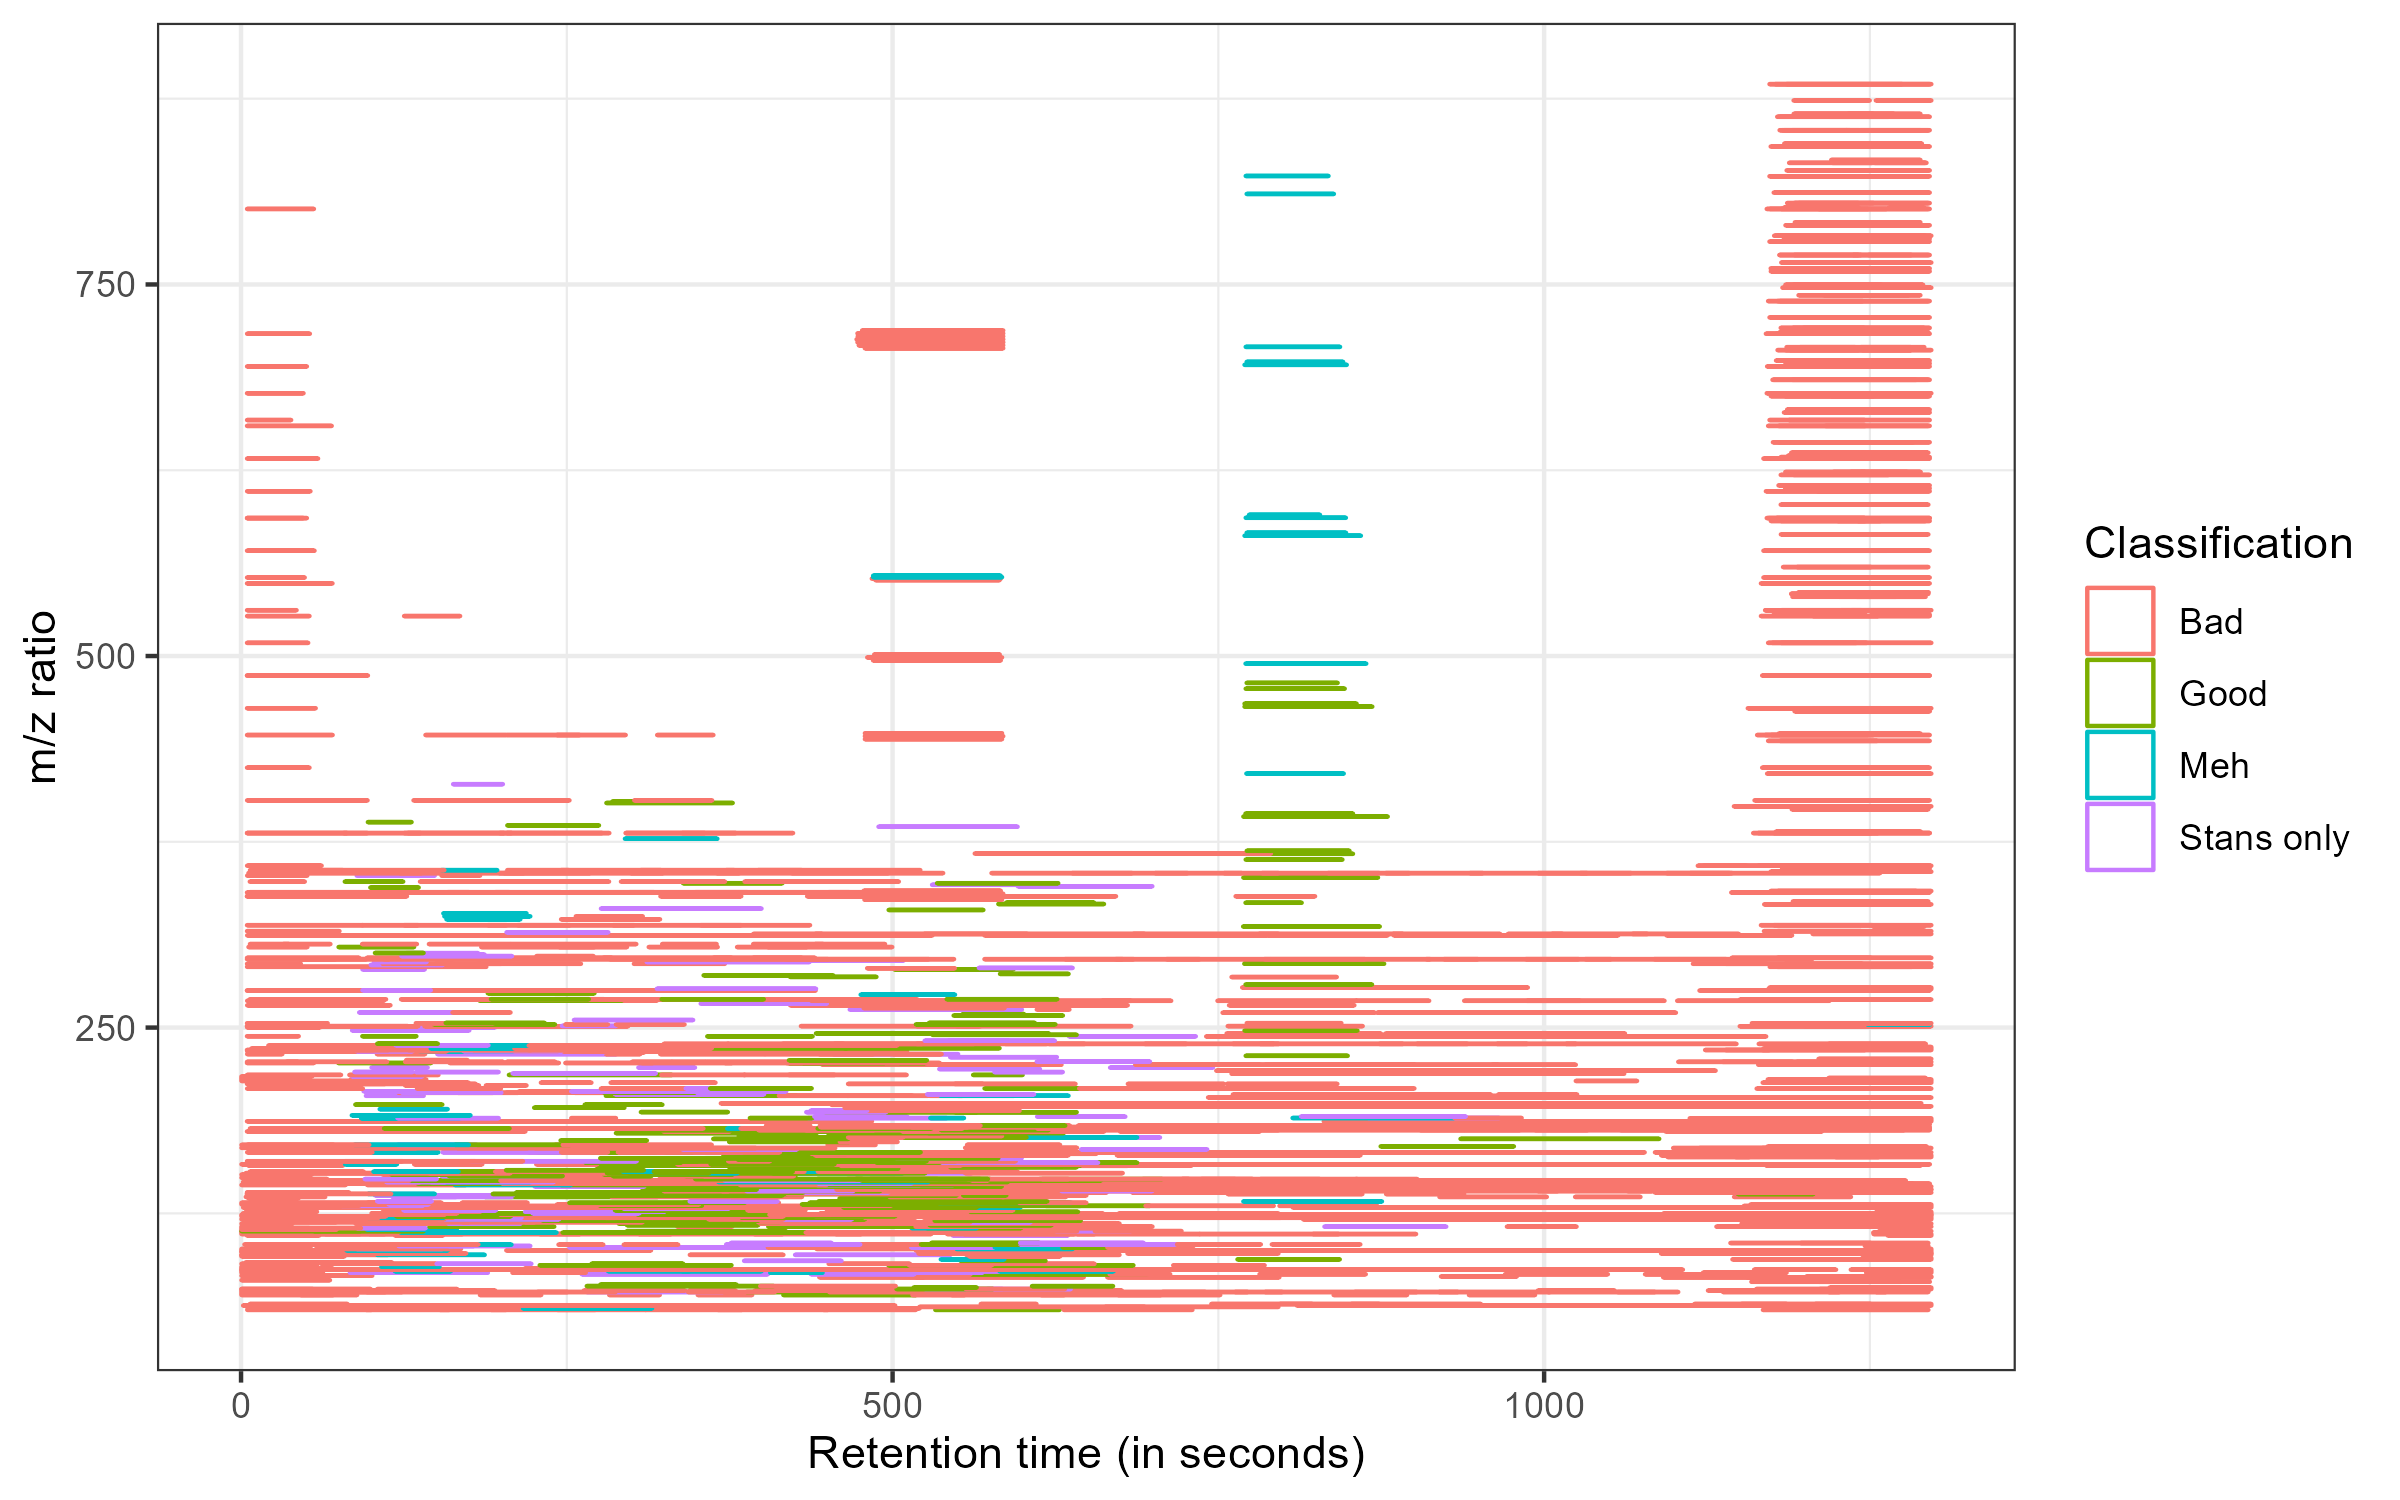 750
500
250
m/z ratio
0
500
1000
Retention time (in seconds)
Classification
Bad
Good
Meh
Stans only